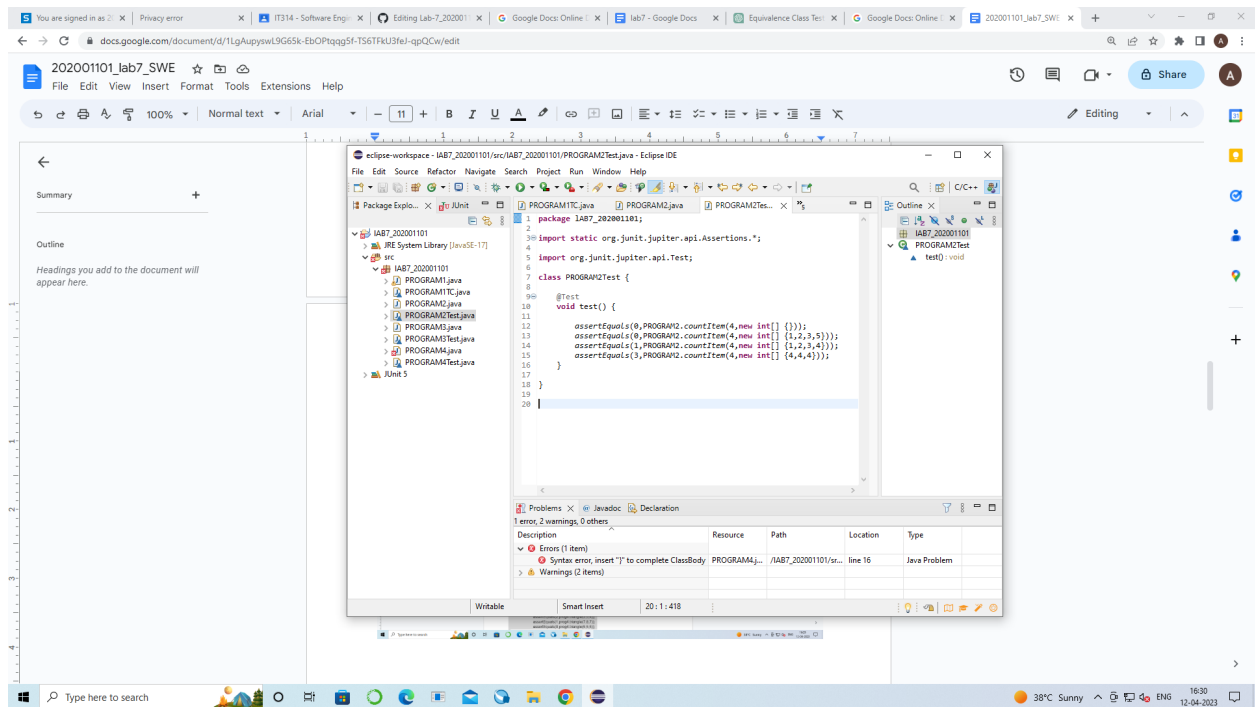 You are signed in as 2
Privacy error
IT314 - Software Engin
Editing Lab-7_202001
Google Docs: Online D
lab7 - Google Docs
Equivalence Class Test
Google Docs: Online D
202001101_lab7_SWE
docs.google.com/document/d/1LgAupyswL9G65k-EbOPtqqg5f-TS6TFkU3feJ-qpQCw/edit
202001101_lab7_SWE
File Edit View Insert Format Tools Extensions Help
Share
A
100% Normal text Arial 11 B I U A Editing
Summary
Outline
Headings you add to the document will
appear here.
eclipse-workspace - lAB7_202001101/src/lAB7_202001101/PROGRAM2Test.java - Eclipse IDE
File Edit Source Refactor Navigate Search Project Run Window Help
C/C++
Package Explo... JUnit
lAB7_202001101
JRE System Library [JavaSE-17]
src
lAB7_202001101
PROGRAM1.java
PROGRAM1TC.java
PROGRAM2.java
PROGRAM2Test.java
PROGRAM3.java
PROGRAM3Test.java
PROGRAM4.java
PROGRAM4Test.java
JUnit 5
PROGRAM1TC.java PROGRAM2.java PROGRAM2Tes... 5
1 package lAB7_202001101;
2
3 import static org.junit.jupiter.api.Assertions.*;
4
5 import org.junit.jupiter.api.Test;
6
7 class PROGRAM2Test {
8
9 @Test
10 void test() {
11
12 assertEquals(0,PROGRAM2.countItem(4,new int[] {}));
13 assertEquals(0,PROGRAM2.countItem(4,new int[] {1,2,3,5}));
14 assertEquals(1,PROGRAM2.countItem(4,new int[] {1,2,3,4}));
15 assertEquals(3,PROGRAM2.countItem(4,new int[] {4,4,4}));
16 }
17
18 }
19
20
Outline
lAB7_202001101
PROGRAM2Test
test() : void
Problems Javadoc Declaration
1 error, 2 warnings, 0 others
Description Resource Path Location Type
Errors (1 item)
Syntax error, insert "}" to complete ClassBody PROGRAM4.j... /lAB7_202001101/sr... line 16 Java Problem
Warnings (2 items)
Writable Smart Insert 20 : 1 : 418
Type here to search
38°C Sunny ENG 16:30
12-04-2023